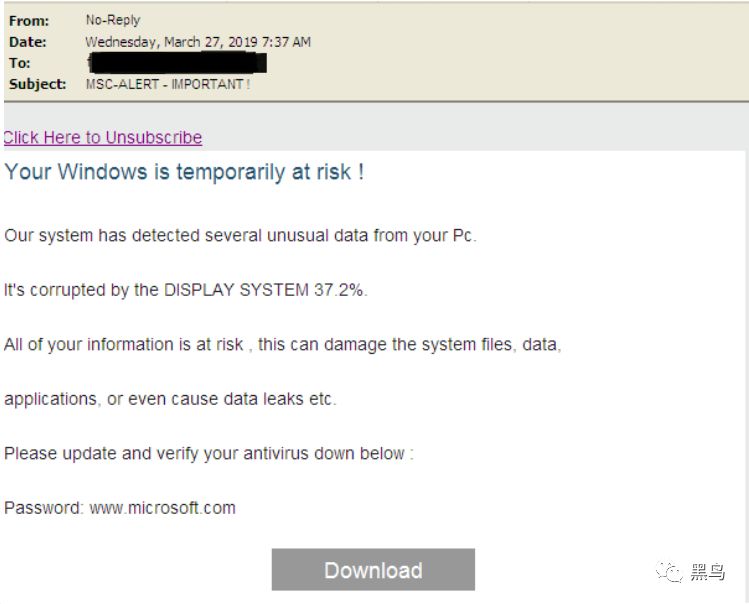 From: No-Reply
Date: Wednesday, March 27, 2019 7:37 AM
To:
Subject: MSC-ALERT - IMPORTANT !
Click Here to Unsubscribe
Your Windows is temporarily at risk !
Our system has detected several unusual data from your Pc.
It's corrupted by the DISPLAY SYSTEM 37.2%.
All of your information is at risk , this can damage the system files, data,
applications, or even cause data leaks etc.
Please update and verify your antivirus down below :
Password: www.microsoft.com
Download
黑鸟